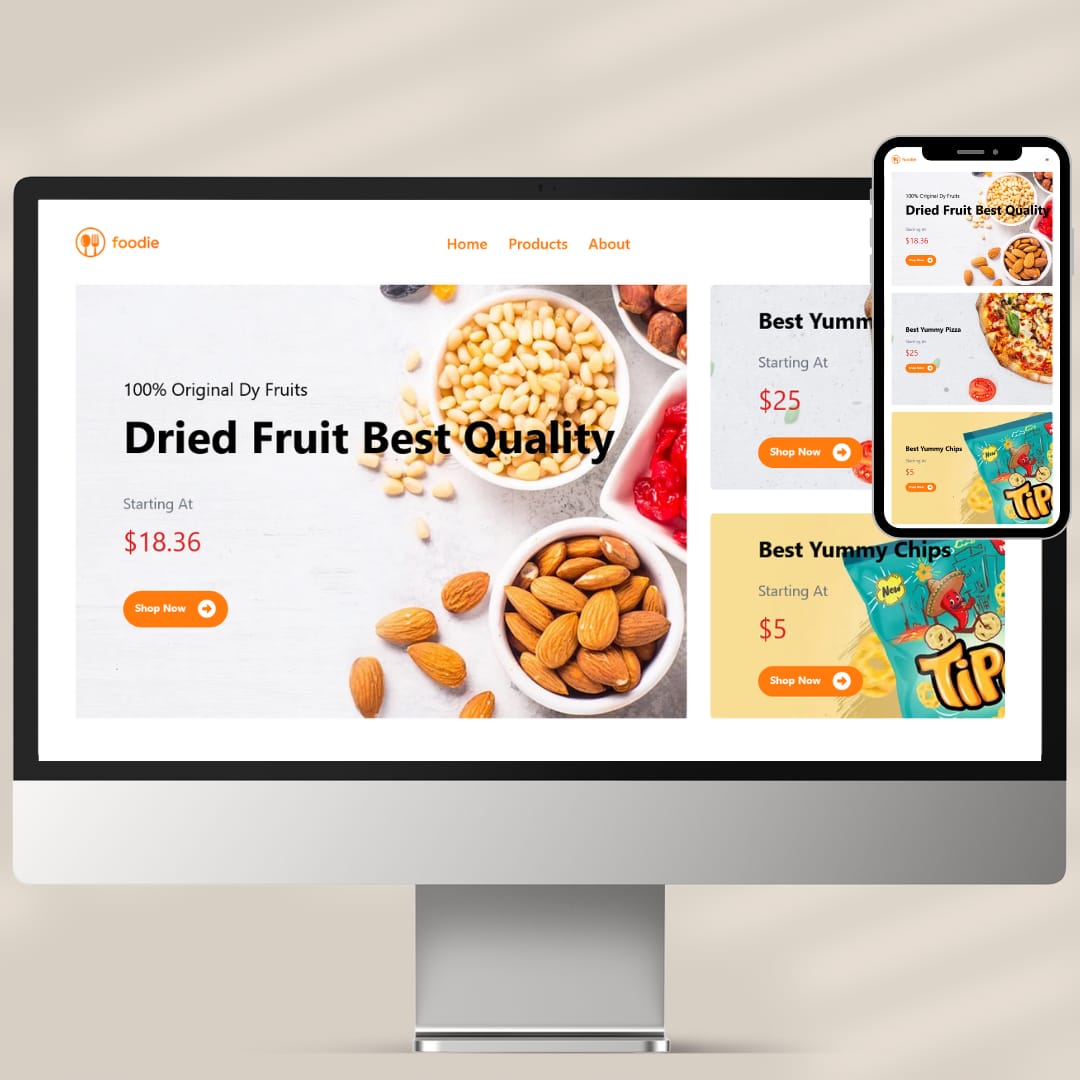 foodie
Home Products About
100% Original Dy Fruits
Dried Fruit Best Quality
Starting At
$18.36
Shop Now
Best Yumm
Starting At
$25
Shop Now
Best Yummy Chips
Starting At
$5
Shop Now
New
TiP
foodie
100% Original Dy Fruits
Dried Fruit Best Quality
Starting At
$18.36
Shop Now
Best Yummy Pizza
Starting At
$25
Shop Now
Best Yummy Chips
Starting At
$5
Shop Now
New
TiP